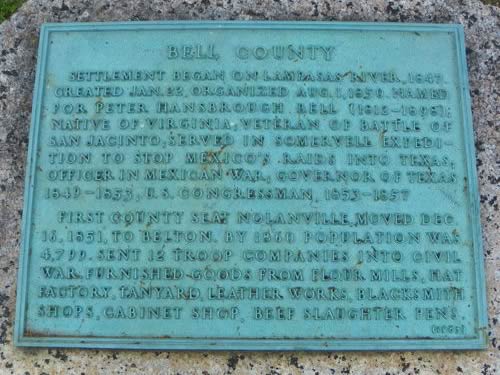 BELL COUNTY
SETTLEMENT BEGAN ON LAMPASAS RIVER, 1847.
CREATED JAN. 22, ORGANIZED AUG. 1, 1850. NAMED
FOR PETER HANSBROUGH BELL (1812-1898);
NATIVE OF VIRGINIA, VETERAN OF BATTLE OF
SAN JACINTO, SERVED IN SOMERVELL EXPEDI-
TION TO STOP MEXICO'S RAIDS INTO TEXAS,
OFFICER IN MEXICAN WAR, GOVERNOR OF TEXAS
1849-1853, U.S. CONGRESSMAN, 1853-1857
FIRST COUNTY SEAT NOLANVILLE, MOVED DEC.
16, 1851, TO BELTON. BY 1860 POPULATION WAS
4,799. SENT 12 TROOP COMPANIES INTO CIVIL
WAR. FURNISHED GOODS FROM FLOUR MILLS, HAT
FACTORY, TANYARD, LEATHER WORKS, BLACKSMITH
SHOPS, CABINET SHOP, BEEF SLAUGHTER PENS.